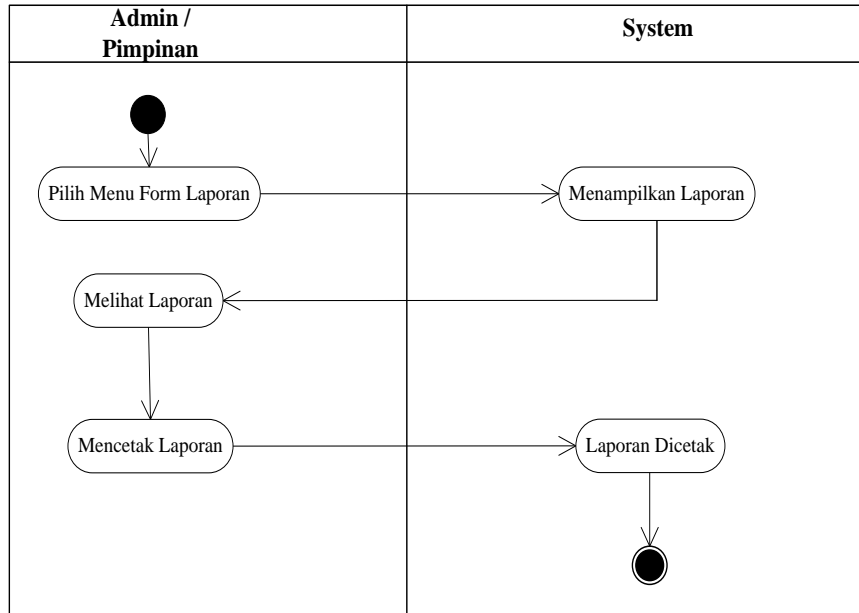 Admin /
Pimpinan
System
Pilih Menu Form Laporan
Menampilkan Laporan
Melihat Laporan
Mencetak Laporan
Laporan Dicetak